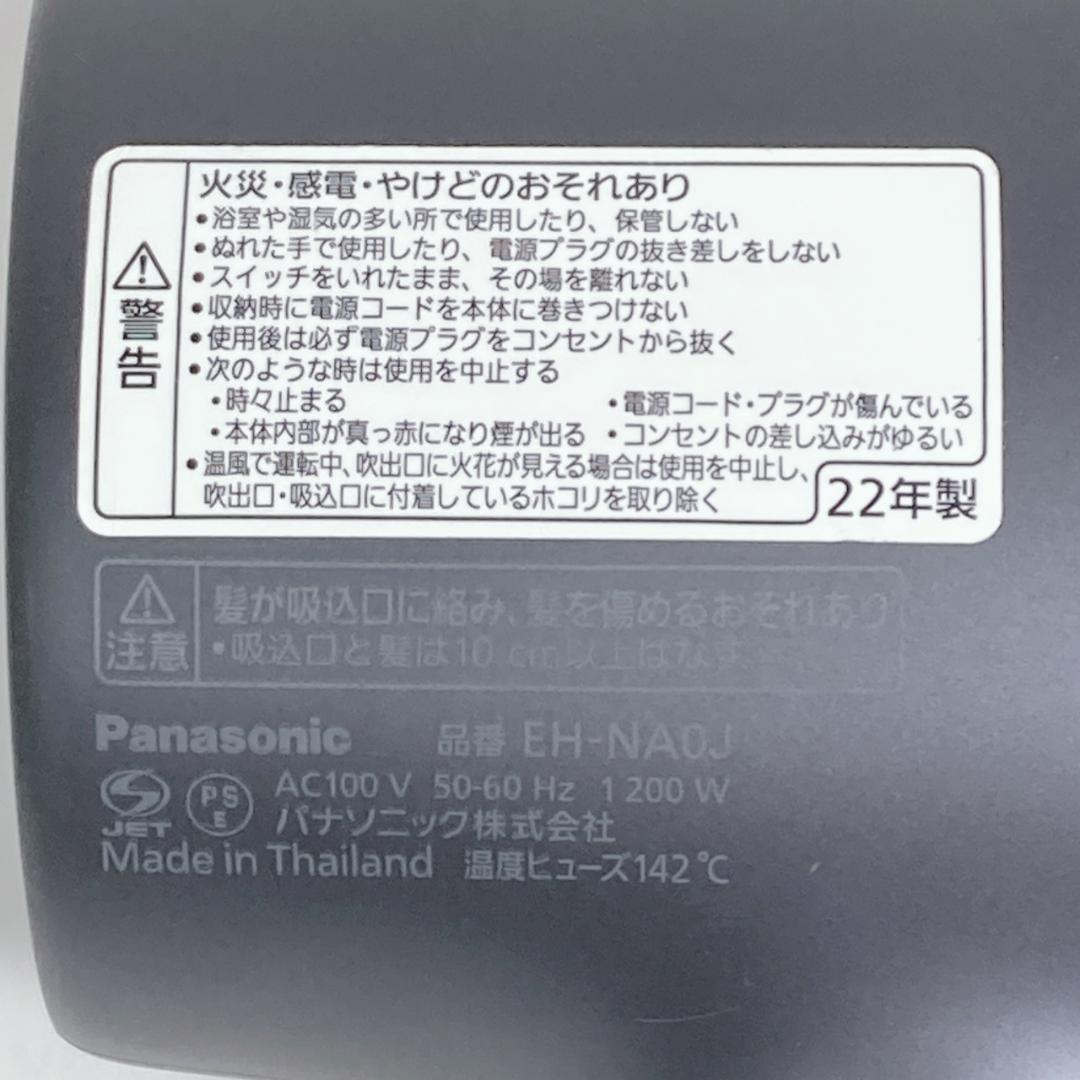 警告
火災・感電・やけどのおそれあり
•浴室や湿気の多い所で使用したり、保管しない
•ぬれた手で使用したり、電源プラグの抜き差しをしない
•スイッチをいれたまま、その場を離れない
•収納時に電源コードを本体に巻きつけない
•使用後は必ず電源プラグをコンセントから抜く
•次のような時は使用を中止する
・時々止まる ・電源コード・プラグが傷んでいる
・本体内部が真っ赤になり煙が出る ・コンセントの差し込みがゆるい
•温風で運転中、吹出口に火花が見える場合は使用を中止し、
吹出口・吸込口に付着しているホコリを取り除く
22年製
注意
髪が吸込口に絡み、髪を傷めるおそれあり
•吸込口と髪は10 cm以上はなす
Panasonic 品番 EH-NA0J
JET PSE AC100 V 50-60 Hz 1 200 W
パナソニック株式会社
Made in Thailand 温度ヒューズ142℃